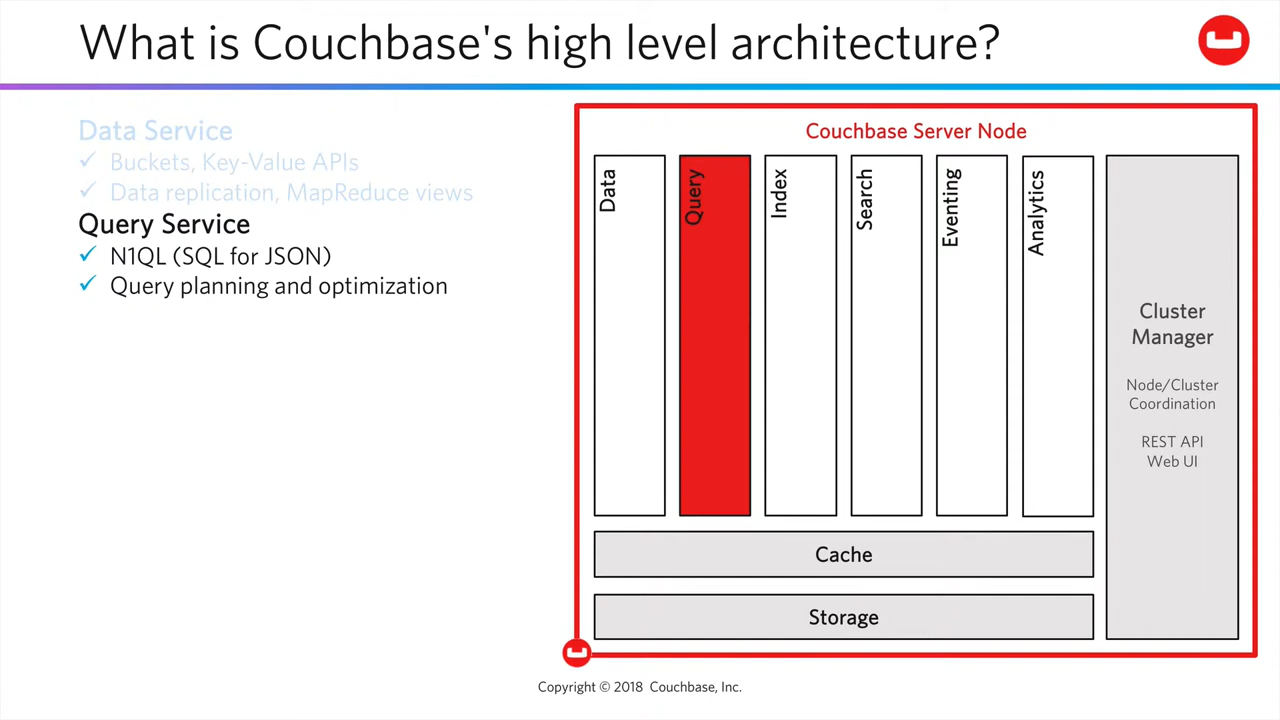 What is Couchbase's high level architecture?
Data Service
✓ Buckets, Key-Value APIs
✓ Data replication, MapReduce views
Query Service
✓ N1QL (SQL for JSON)
✓ Query planning and optimization
Couchbase Server Node
Data
Query
Index
Search
Eventing
Analytics
Cluster
Manager
Node/Cluster
Coordination
REST API
Web UI
Cache
Storage
Copyright © 2018 Couchbase, Inc.